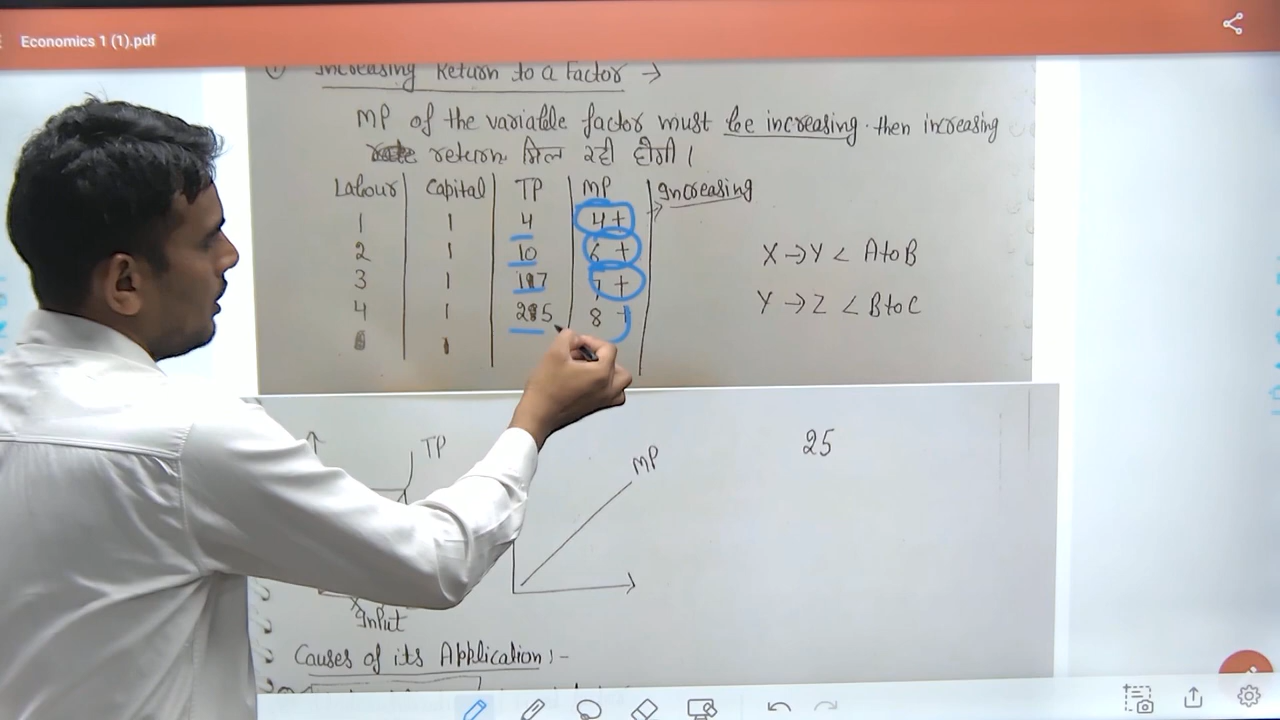 Economics 1 (1).pdf
① Increasing Return to a Factor →
MP of the variable factor must be increasing then increasing
return मिल रही होगी।
Labour Capital TP MP Increasing
1 1 4 4+
2 1 10 6+
3 1 17 7+
4 1 25 8+
X → Y < A to B
Y → Z < B to C
TP
MP
25
X
Input
Causes of its Application :-